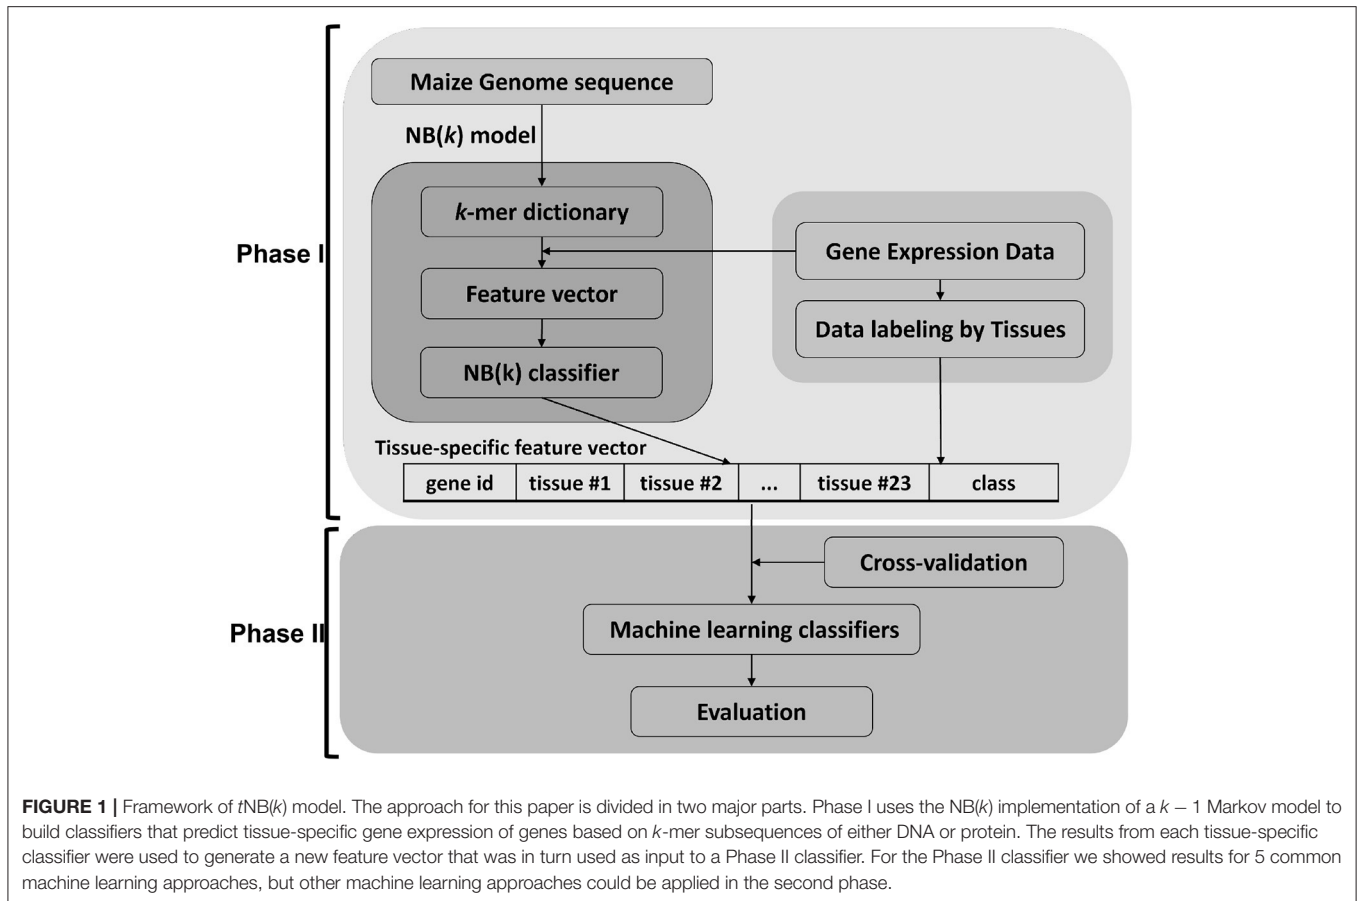 Maize Genome sequence
NB(k) model
k-mer dictionary
Phase I
Gene Expression Data
Feature vector
Data labeling by Tissues
NB(k) classifier
Tissue-specific feature vector
gene id tissue #1 tissue #2 ... tissue #23 class
Cross-validation
Phase II
Machine learning classifiers
Evaluation
FIGURE 1 | Framework of tNB(k) model. The approach for this paper is divided in two major parts. Phase I uses the NB(k) implementation of a k − 1 Markov model to
build classifiers that predict tissue-specific gene expression of genes based on k-mer subsequences of either DNA or protein. The results from each tissue-specific
classifier were used to generate a new feature vector that was in turn used as input to a Phase II classifier. For the Phase II classifier we showed results for 5 common
machine learning approaches, but other machine learning approaches could be applied in the second phase.